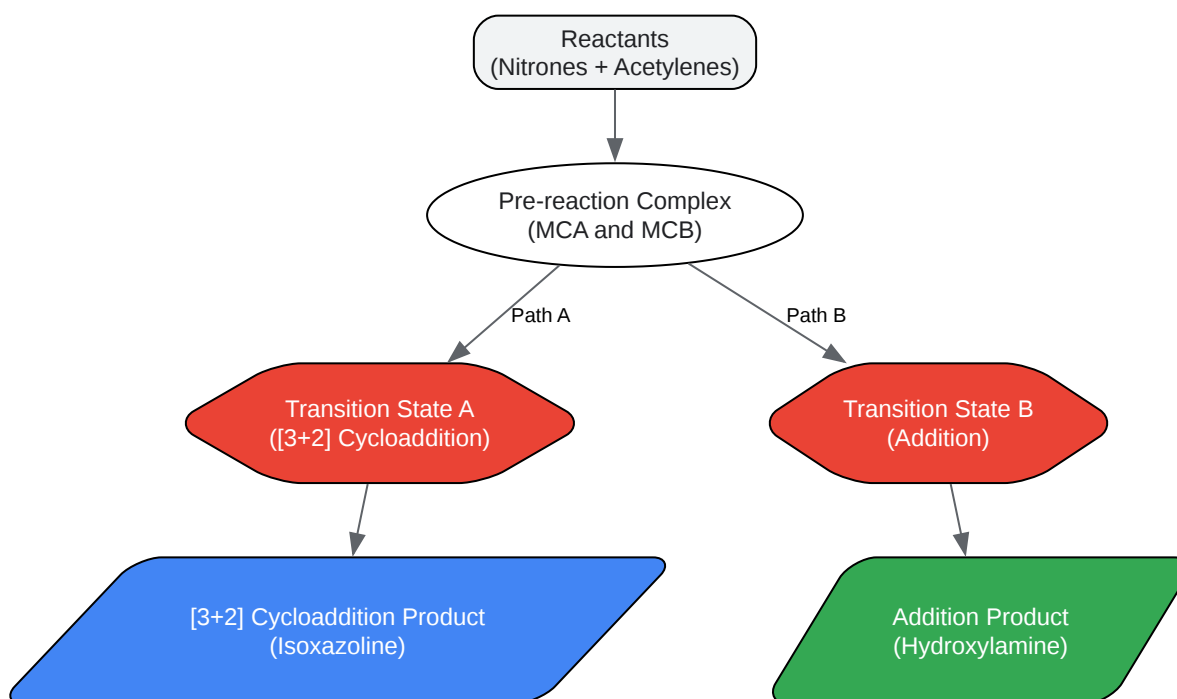 Reactants
(Nitrones + Acetylenes)
Pre-reaction Complex
(MCA and MCB)
Path A
Path B
Transition State A
([3+2] Cycloaddition)
Transition State B
(Addition)
[3+2] Cycloaddition Product
(Isoxazoline)
Addition Product
(Hydroxylamine)